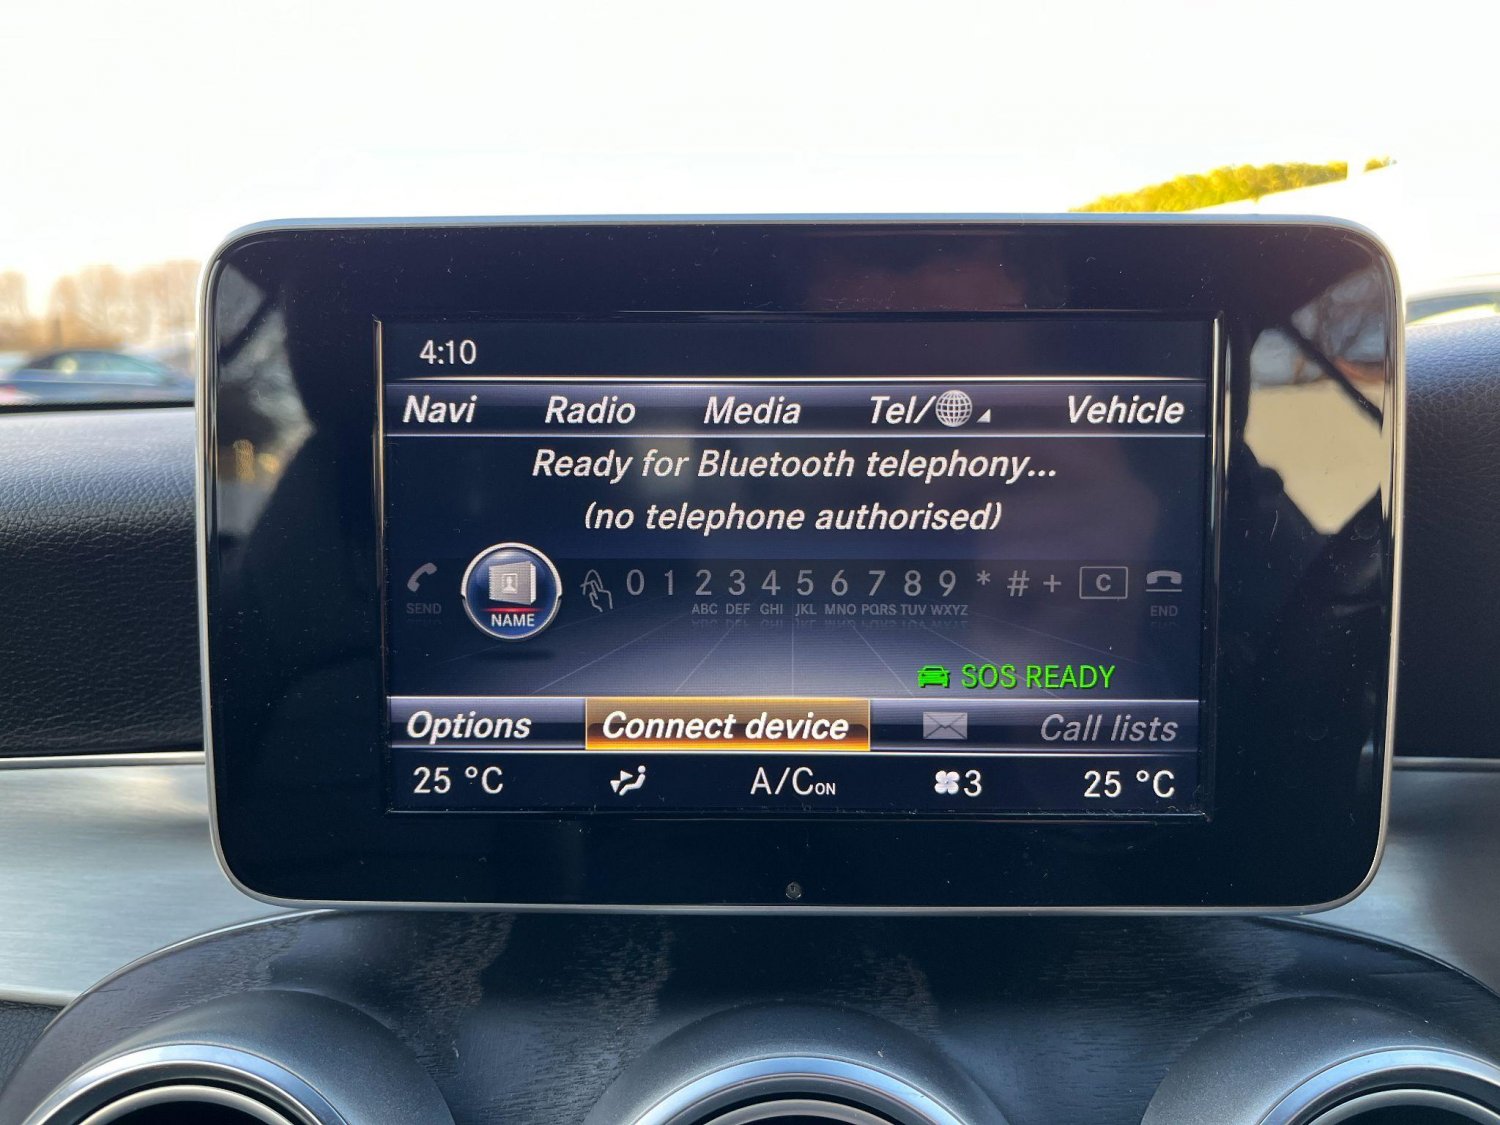 4:10
Navi Radio Media Tel/ Vehicle
Ready for Bluetooth telephony...
(no telephone authorised)
0 1 2 3 4 5 6 7 8 9 * # + C
SEND NAME ABC DEF GHI JKL MNO PQRS TUV WXYZ END
SOS READY
Options Connect device Call lists
25 °C A/C ON 3 25 °C